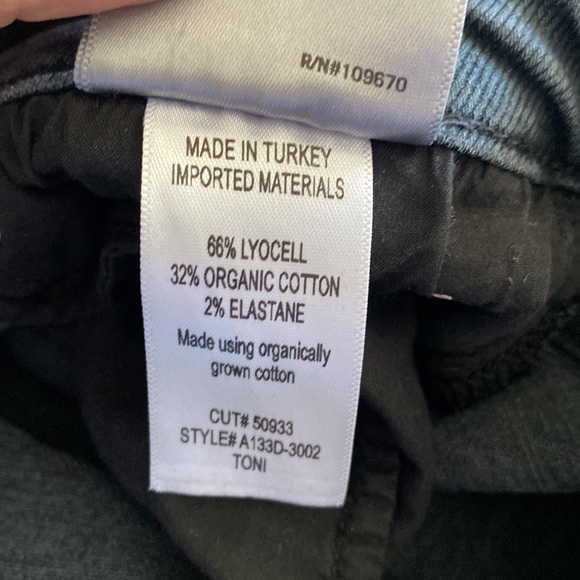 R/N#109670
MADE IN TURKEY
IMPORTED MATERIALS
66% LYOCELL
32% ORGANIC COTTON
2% ELASTANE
Made using organically
grown cotton
CUT# 50933
STYLE# A133D-3002
TONI